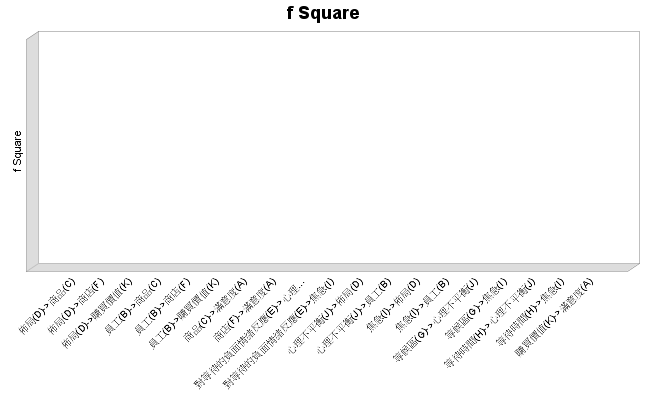 f Square
f Square
佈局(D)->商品(C)
佈局(D)->商店(F)
佈局(D)->購買價值(K)
員工(B)->商品(C)
員工(B)->商店(F)
員工(B)->購買價值(K)
商品(C)->滿意度(A)
商店(F)->滿意度(A)
對等待的負面情緒反應(E)->心理...
對等待的負面情緒反應(E)->焦急(I)
心理不平衡(J)->佈局(D)
心理不平衡(J)->員工(B)
焦急(I)->佈局(D)
焦急(I)->員工(B)
等候區(G)->心理不平衡(J)
等候區(G)->焦急(I)
等待時間(H)->心理不平衡(J)
等待時間(H)->焦急(I)
購買價值(K)->滿意度(A)